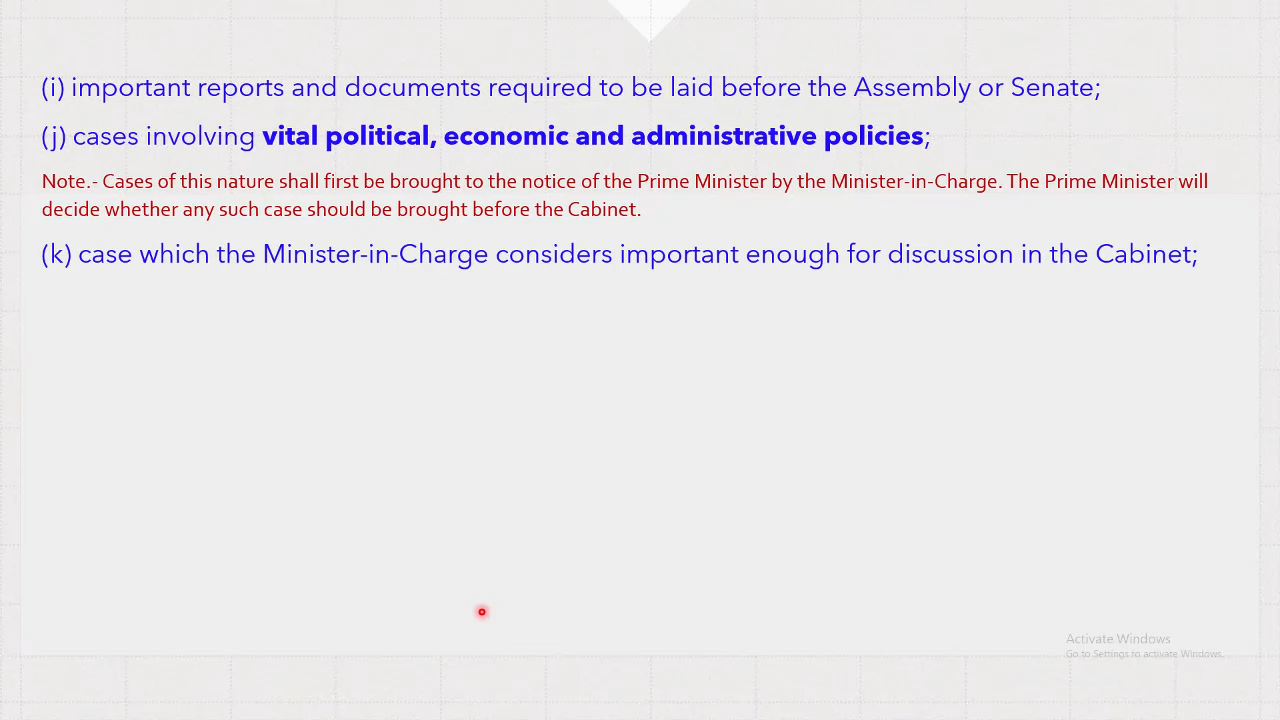 (i) important reports and documents required to be laid before the Assembly or Senate;
(j) cases involving vital political, economic and administrative policies;
Note.- Cases of this nature shall first be brought to the notice of the Prime Minister by the Minister-in-Charge. The Prime Minister will
decide whether any such case should be brought before the Cabinet.
(k) case which the Minister-in-Charge considers important enough for discussion in the Cabinet;
Activate Windows
Go to Settings to activate Windows.